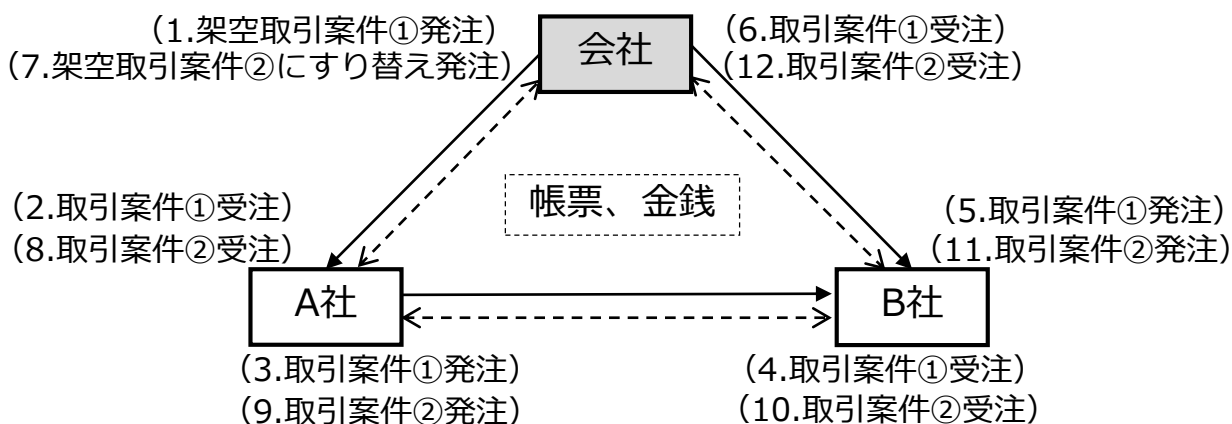 （1.架空取引案件①発注）
（7.架空取引案件②にすり替え発注）
会社
（6.取引案件①受注）
（12.取引案件②受注）
帳票、金銭
（2.取引案件①受注）
（8.取引案件②受注）
（5.取引案件①発注）
（11.取引案件②発注）
A社
B社
（3.取引案件①発注）
（9.取引案件②発注）
（4.取引案件①受注）
（10.取引案件②受注）